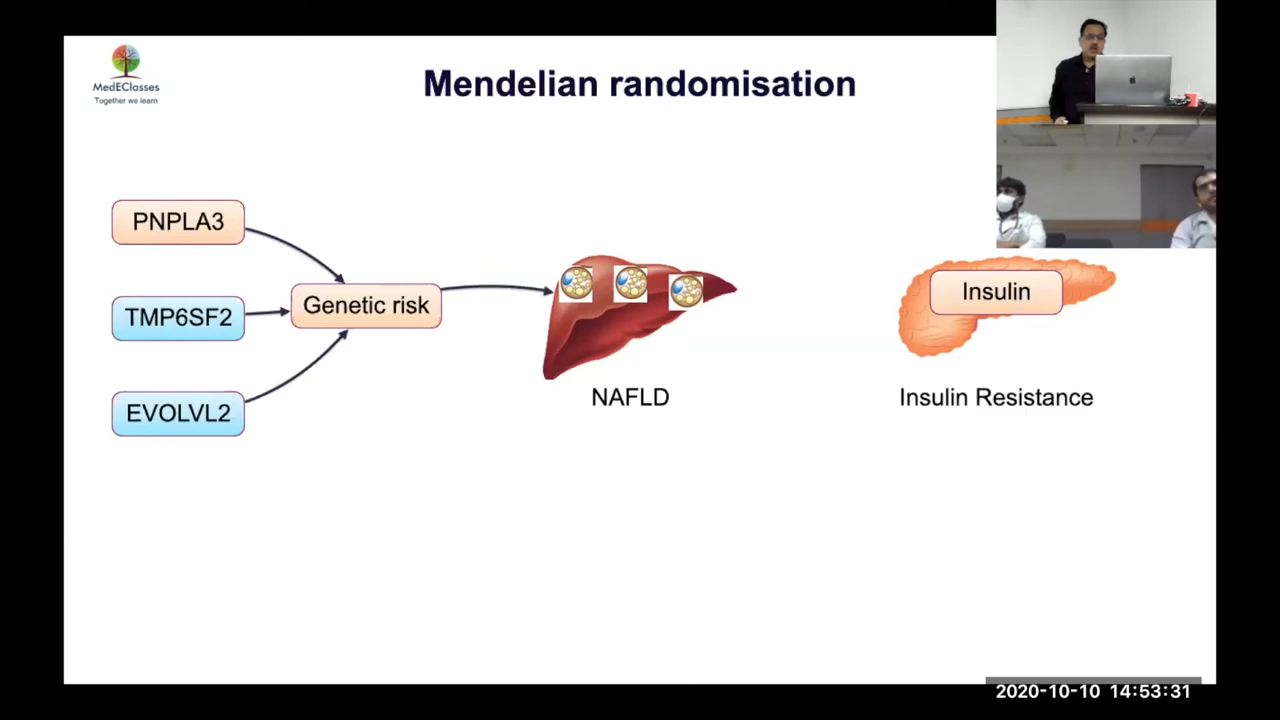 MedEClasses
Together we learn
Mendelian randomisation
PNPLA3
TMP6SF2
EVOLVL2
Genetic risk
NAFLD
Insulin
Insulin Resistance
2020-10-10 14:53:31